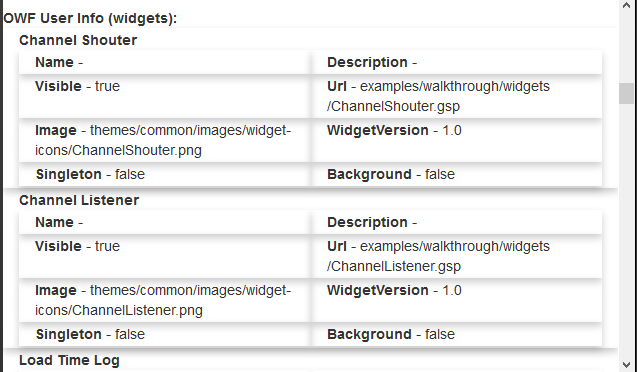 OWF User Info (widgets):
Channel Shouter
Name - Description -
Visible - true Url - examples/walkthrough/widgets
/ChannelShouter.gsp
Image - themes/common/images/widget- WidgetVersion - 1.0
icons/ChannelShouter.png
Singleton - false Background - false
Channel Listener
Name - Description -
Visible - true Url - examples/walkthrough/widgets
/ChannelListener.gsp
Image - themes/common/images/widget- WidgetVersion - 1.0
icons/ChannelListener.png
Singleton - false Background - false
Load Time Log